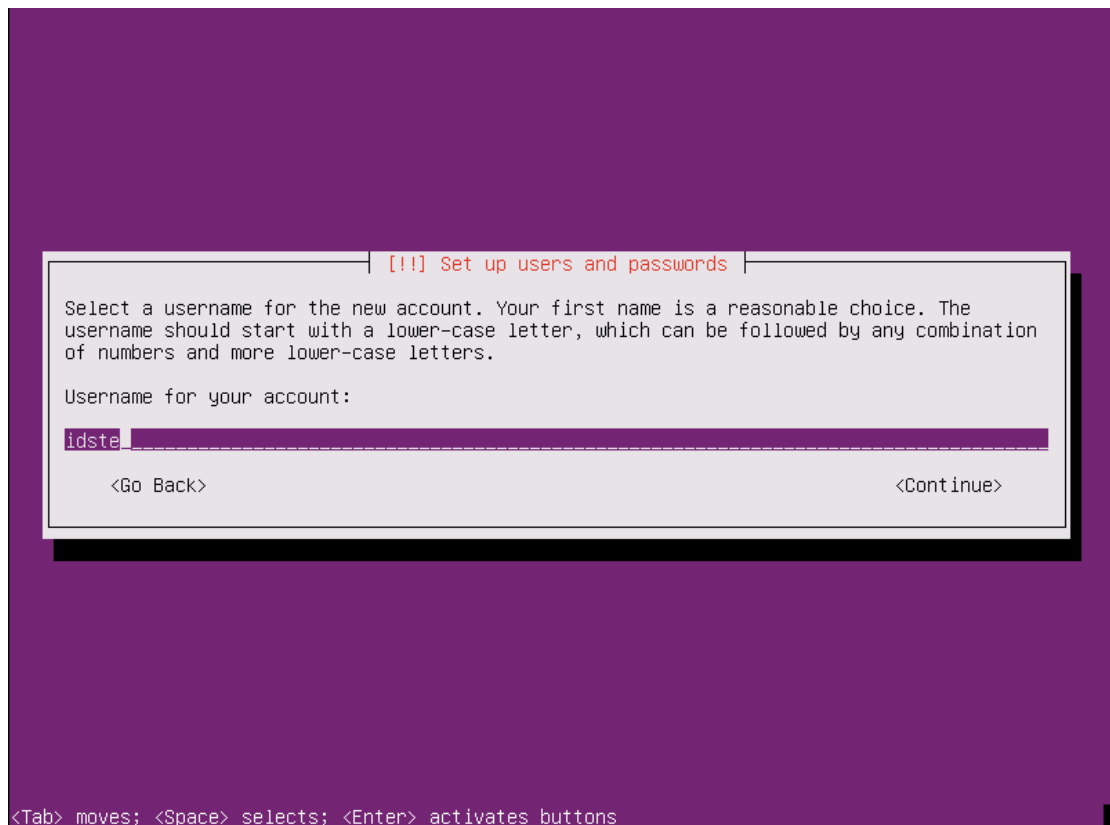 [!!] Set up users and passwords
Select a username for the new account. Your first name is a reasonable choice. The
username should start with a lower-case letter, which can be followed by any combination
of numbers and more lower-case letters.
Username for your account:
idste
<Go Back> <Continue>
<Tab> moves; <Space> selects; <Enter> activates buttons